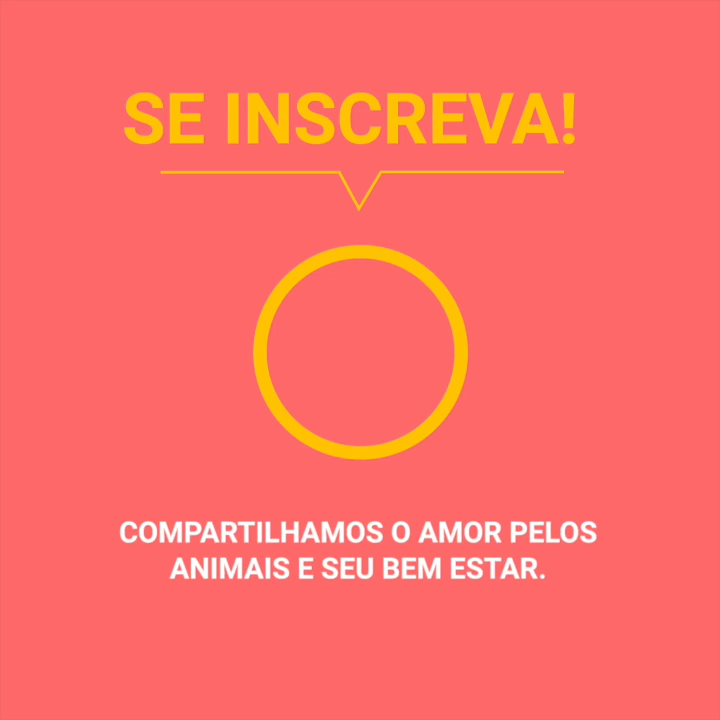 SE INSCREVA!
COMPARTILHAMOS O AMOR PELOS
ANIMAIS E SEU BEM ESTAR.